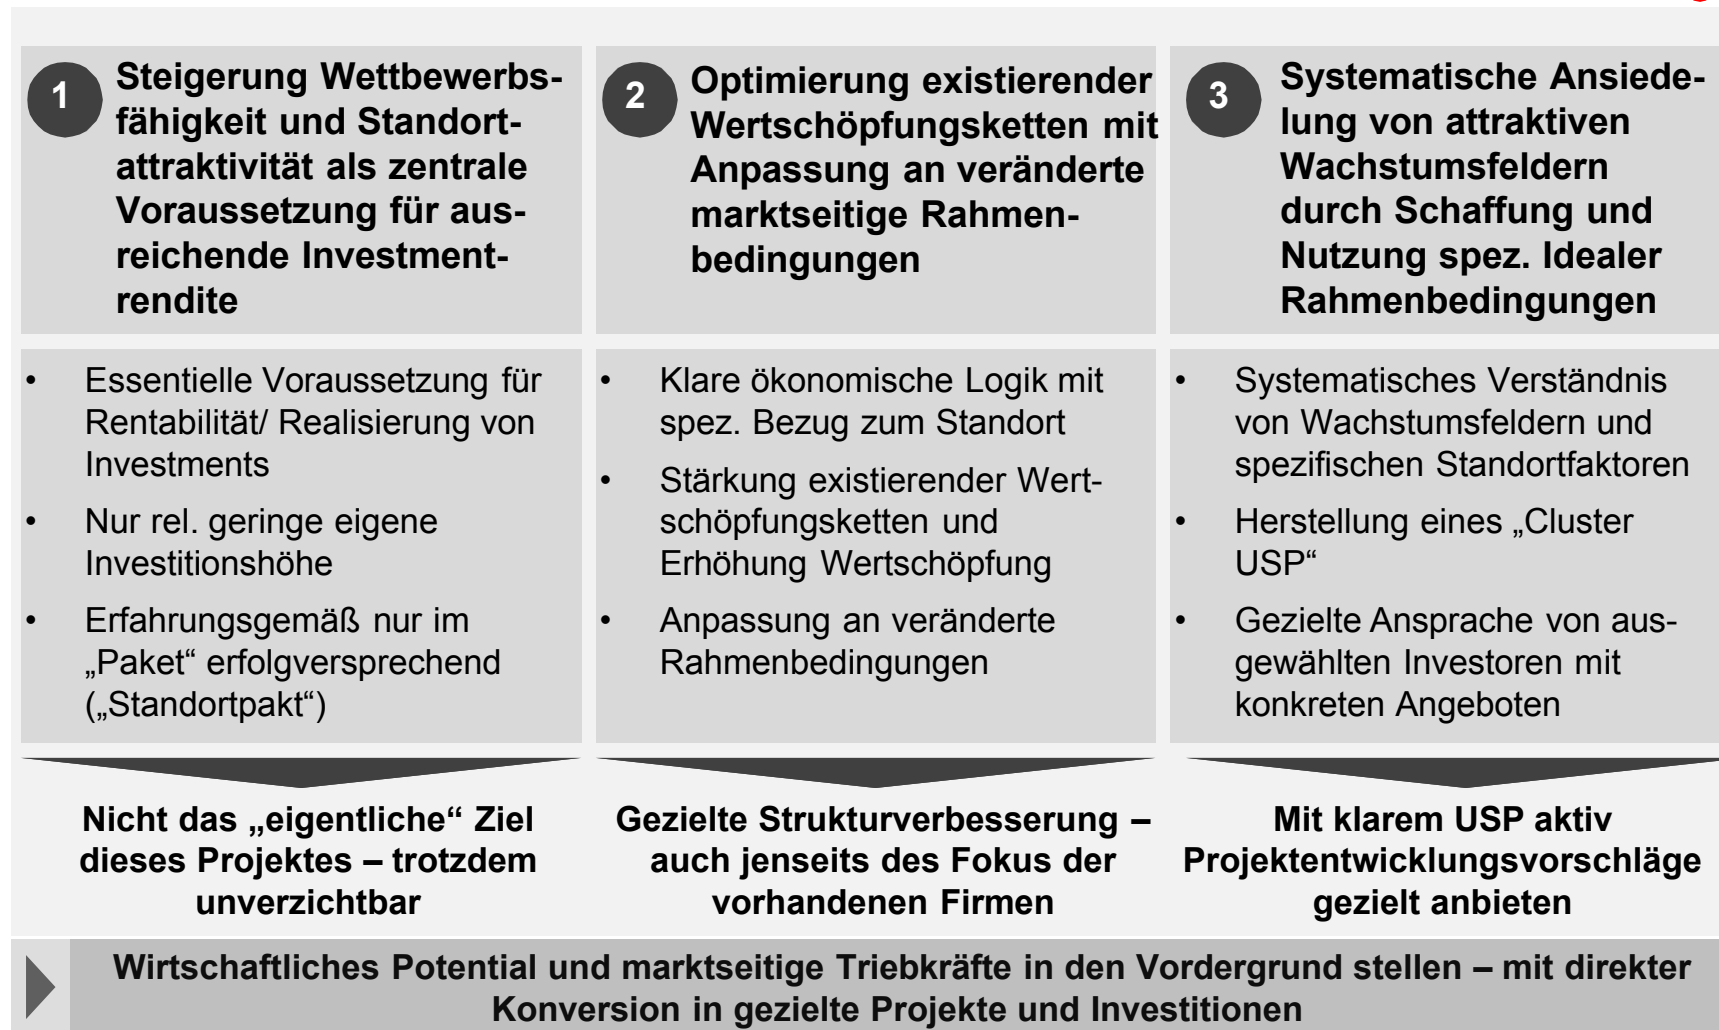 1
Steigerung Wettbewerbs-
fähigkeit und Standort-
attraktivität als zentrale
Voraussetzung für aus-
reichende Investment-
rendite
• Essentielle Voraussetzung für
Rentabilität/ Realisierung von
Investments
• Nur rel. geringe eigene
Investitionshöhe
• Erfahrungsgemäß nur im
„Paket“ erfolgversprechend
(„Standortpakt“)
Nicht das „eigentliche“ Ziel
dieses Projektes – trotzdem
unverzichtbar
2
Optimierung existierender
Wertschöpfungsketten mit
Anpassung an veränderte
marktseitige Rahmen-
bedingungen
• Klare ökonomische Logik mit
spez. Bezug zum Standort
• Stärkung existierender Wert-
schöpfungsketten und
Erhöhung Wertschöpfung
• Anpassung an veränderte
Rahmenbedingungen
Gezielte Strukturverbesserung –
auch jenseits des Fokus der
vorhandenen Firmen
3
Systematische Ansiede-
lung von attraktiven
Wachstumsfeldern
durch Schaffung und
Nutzung spez. Idealer
Rahmenbedingungen
• Systematisches Verständnis
von Wachstumsfeldern und
spezifischen Standortfaktoren
• Herstellung eines „Cluster
USP“
• Gezielte Ansprache von aus-
gewählten Investoren mit
konkreten Angeboten
Mit klarem USP aktiv
Projektentwicklungsvorschläge
gezielt anbieten
Wirtschaftliches Potential und marktseitige Triebkräfte in den Vordergrund stellen – mit direkter
Konversion in gezielte Projekte und Investitionen